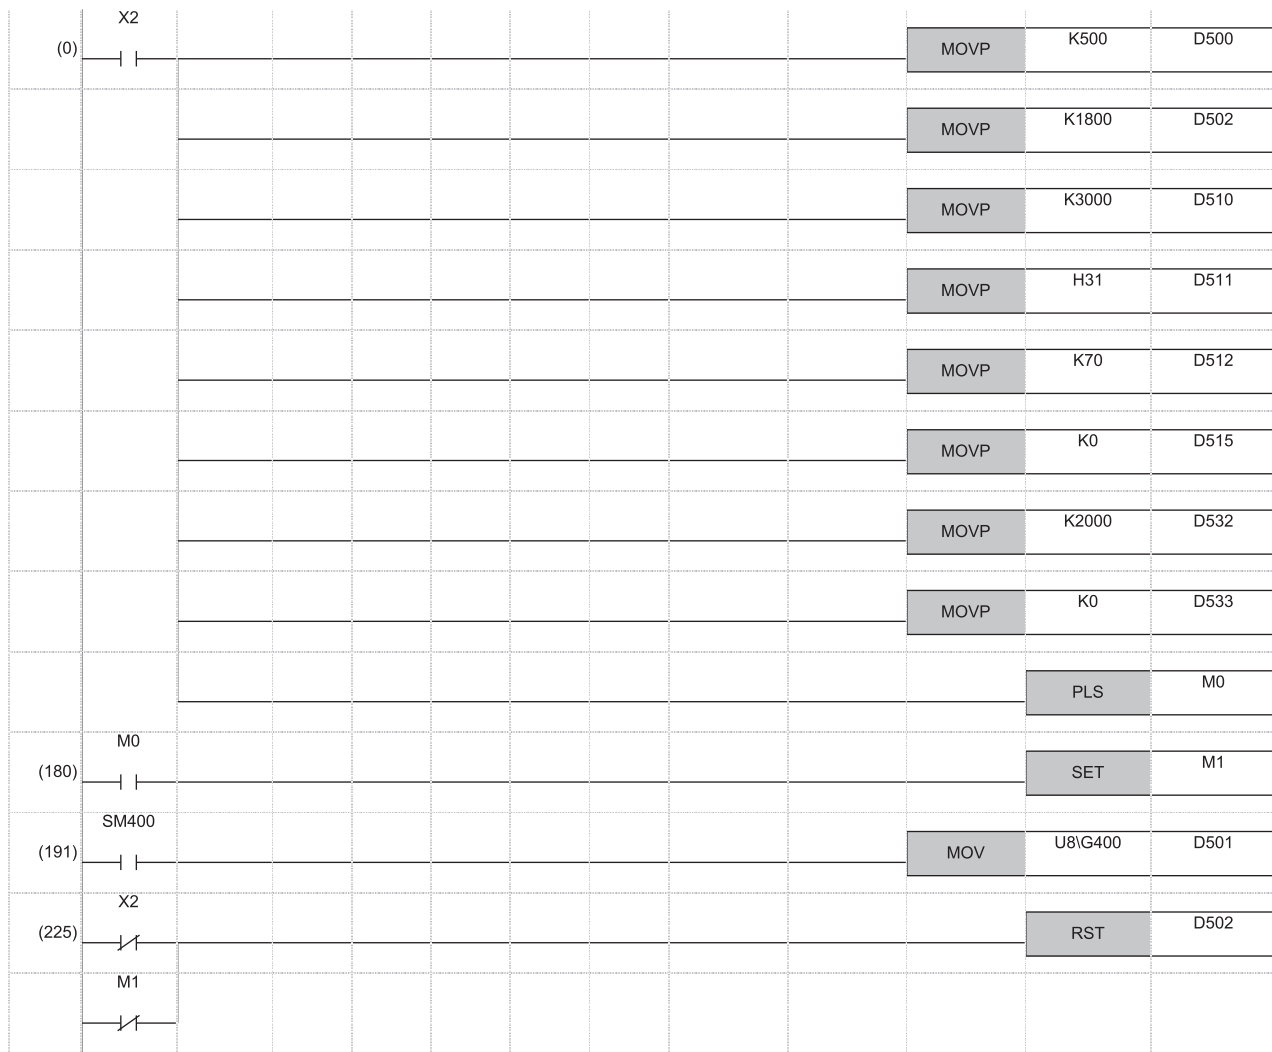 X2
(0) MOVP K500 D500
MOVP K1800 D502
MOVP K3000 D510
MOVP H31 D511
MOVP K70 D512
MOVP K0 D515
MOVP K2000 D532
MOVP K0 D533
PLS M0
M0
(180) SET M1
SM400
(191) MOV U8\G400 D501
X2
(225) RST D502
M1